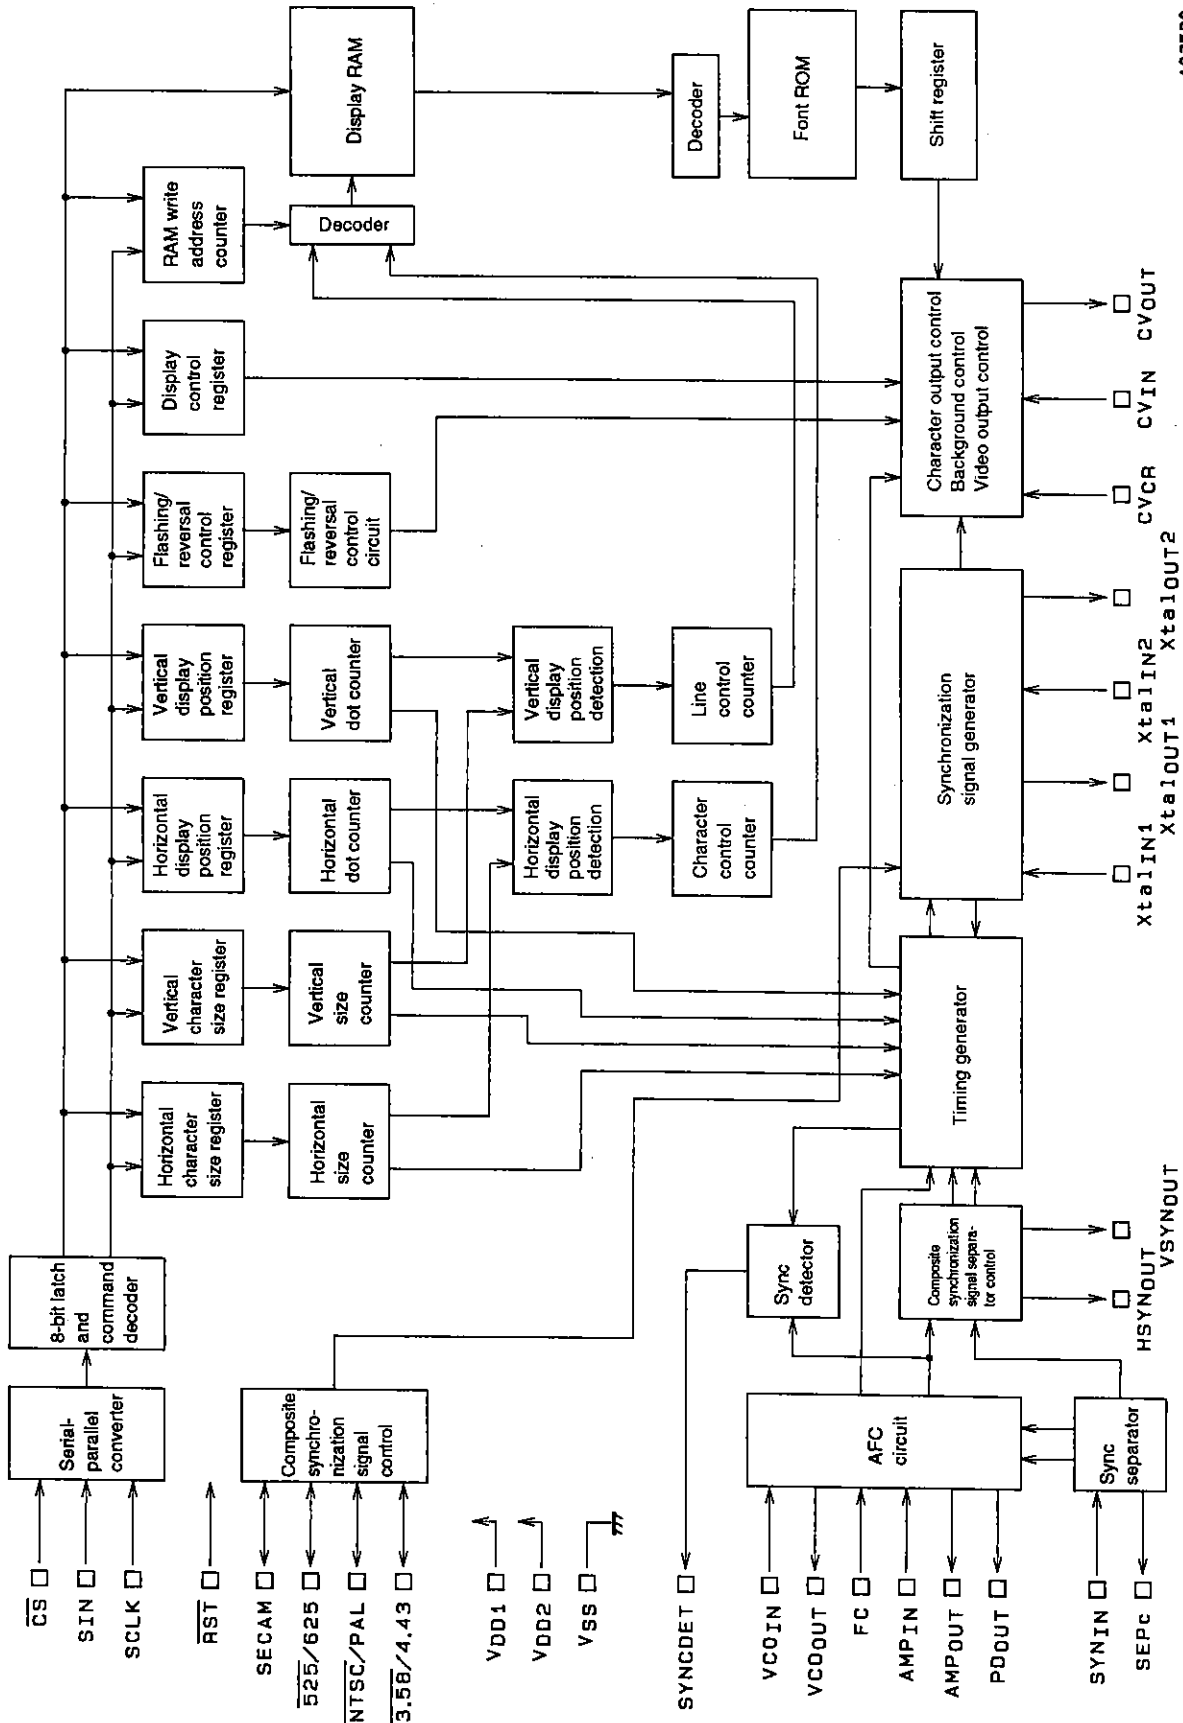 CS
SIN
SCLK
RST
SECAM
525/625
NTSC/PAL
3.58/4.43
VDD1
VDD2
VSS
SYNCDET
VCOIN
VCOOUT
FC
AMPIN
AMPOUT
PDOUT
SYNIN
SEPC
Serial-
parallel
converter
8-bit latch
and
command
decoder
Composite
synchro-
nization
signal
control
Horizontal
character
size register
Vertical
character
size register
Horizontal
display
position
register
Vertical
display
position
register
Flashing/
reversal
control
register
Display
control
register
RAM write
address
counter
Horizontal
size
counter
Vertical
size
counter
Horizontal
dot counter
Vertical
dot counter
Flashing/
reversal
control
circuit
Decoder
Display RAM
Horizontal
display
position
detection
Vertical
display
position
detection
Character
control
counter
Line
control
counter
Decoder
Font ROM
Shift register
Sync
detector
AFC
circuit
Sync
separator
Composite
synchronization
signal separa-
tor control
Timing generator
Synchronization
signal generator
Character output control
Background control
Video output control
HSYNOUT
VSYNOUT
XtalIN1
XtalOUT1
XtalIN2
XtalOUT2
CVCR
CVIN
CVOUT